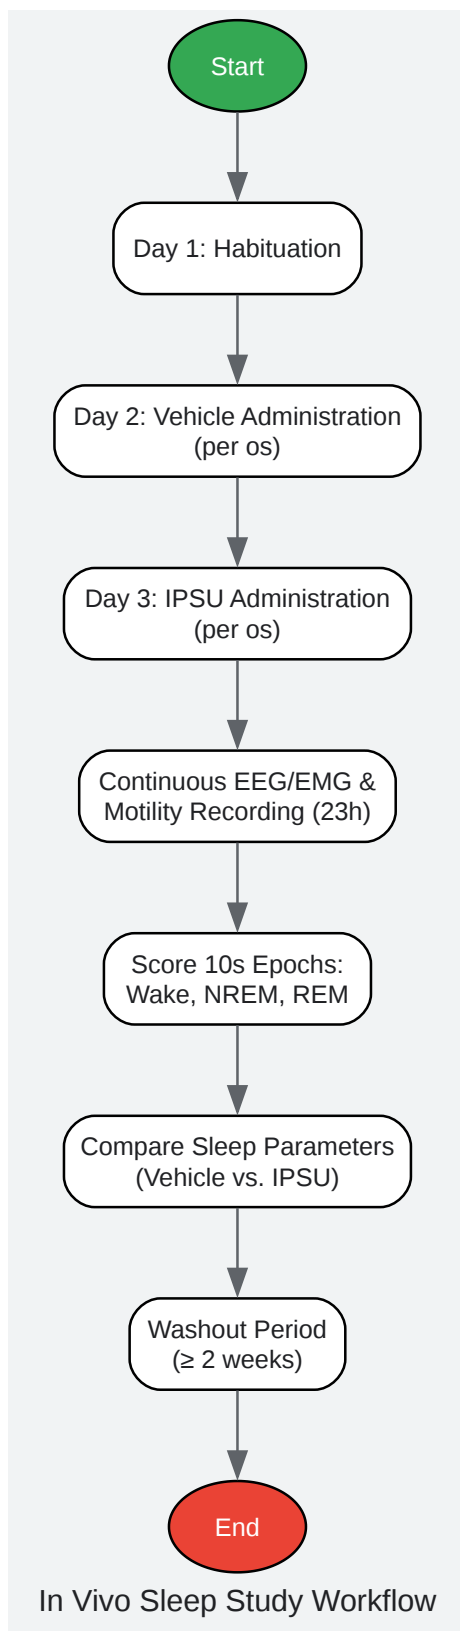 Start
Day 1: Habituation
Day 2: Vehicle Administration
(per os)
Day 3: IPSU Administration
(per os)
Continuous EEG/EMG &
Motility Recording (23h)
Score 10s Epochs:
Wake, NREM, REM
Compare Sleep Parameters
(Vehicle vs. IPSU)
Washout Period
(≥ 2 weeks)
End
In Vivo Sleep Study Workflow